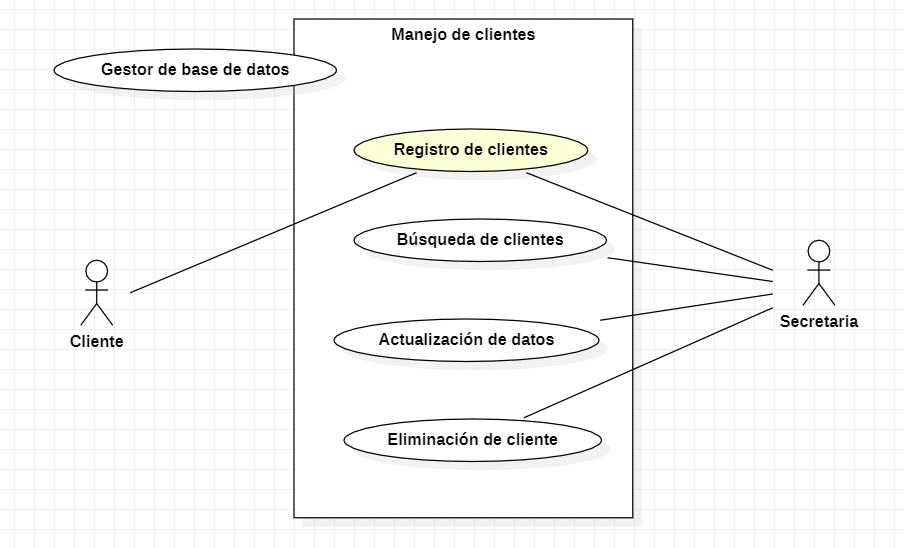 Manejo de clientes
Gestor de base de datos
Registro de clientes
Búsqueda de clientes
Cliente
Secretaria
Actualización de datos
Eliminación de cliente